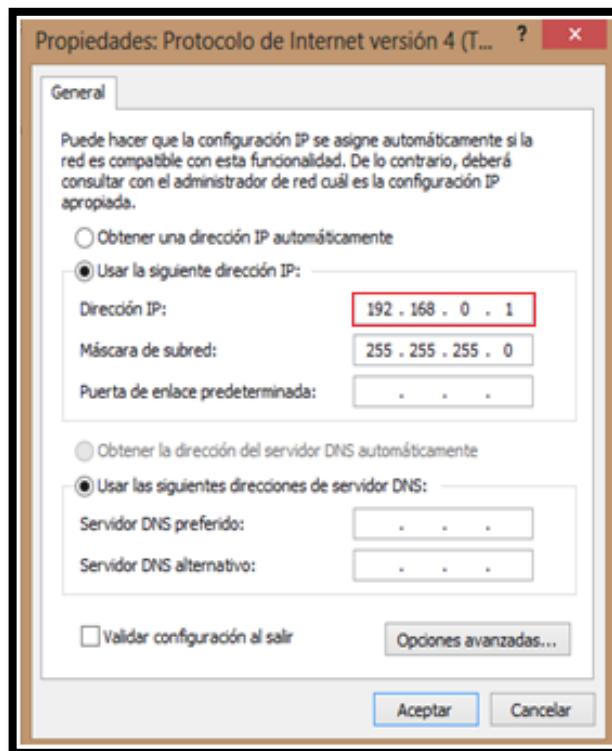 Propiedades: Protocolo de Internet versión 4 (T... ? ×
General
Puede hacer que la configuración IP se asigne automáticamente si la
red es compatible con esta funcionalidad. De lo contrario, deberá
consultar con el administrador de red cuál es la configuración IP
apropiada.
Obtener una dirección IP automáticamente
Usar la siguiente dirección IP:
Dirección IP: 192 . 168 . 0 . 1
Máscara de subred: 255 . 255 . 255 . 0
Puerta de enlace predeterminada: . . .
Obtener la dirección del servidor DNS automáticamente
Usar las siguientes direcciones de servidor DNS:
Servidor DNS preferido: . . .
Servidor DNS alternativo: . . .
Validar configuración al salir Opciones avanzadas...
Aceptar Cancelar